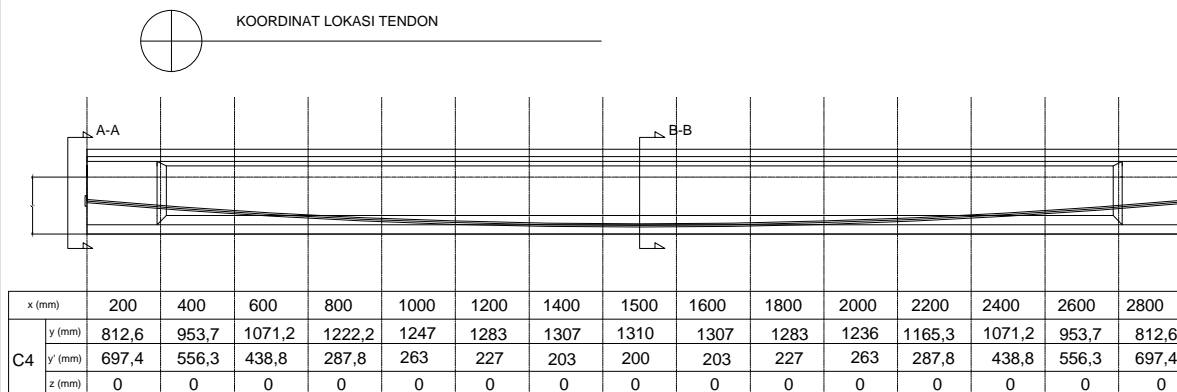 KOORDINAT LOKASI TENDON
A-A B-B
x (mm) 200 400 600 800 1000 1200 1400 1500 1600 1800 2000 2200 2400 2600 2800
C4
y (mm) 812,6 953,7 1071,2 1222,2 1247 1283 1307 1310 1307 1283 1236 1165,3 1071,2 953,7 812,6
y' (mm) 697,4 556,3 438,8 287,8 263 227 203 200 203 227 263 287,8 438,8 556,3 697,4
z (mm) 0 0 0 0 0 0 0 0 0 0 0 0 0 0 0